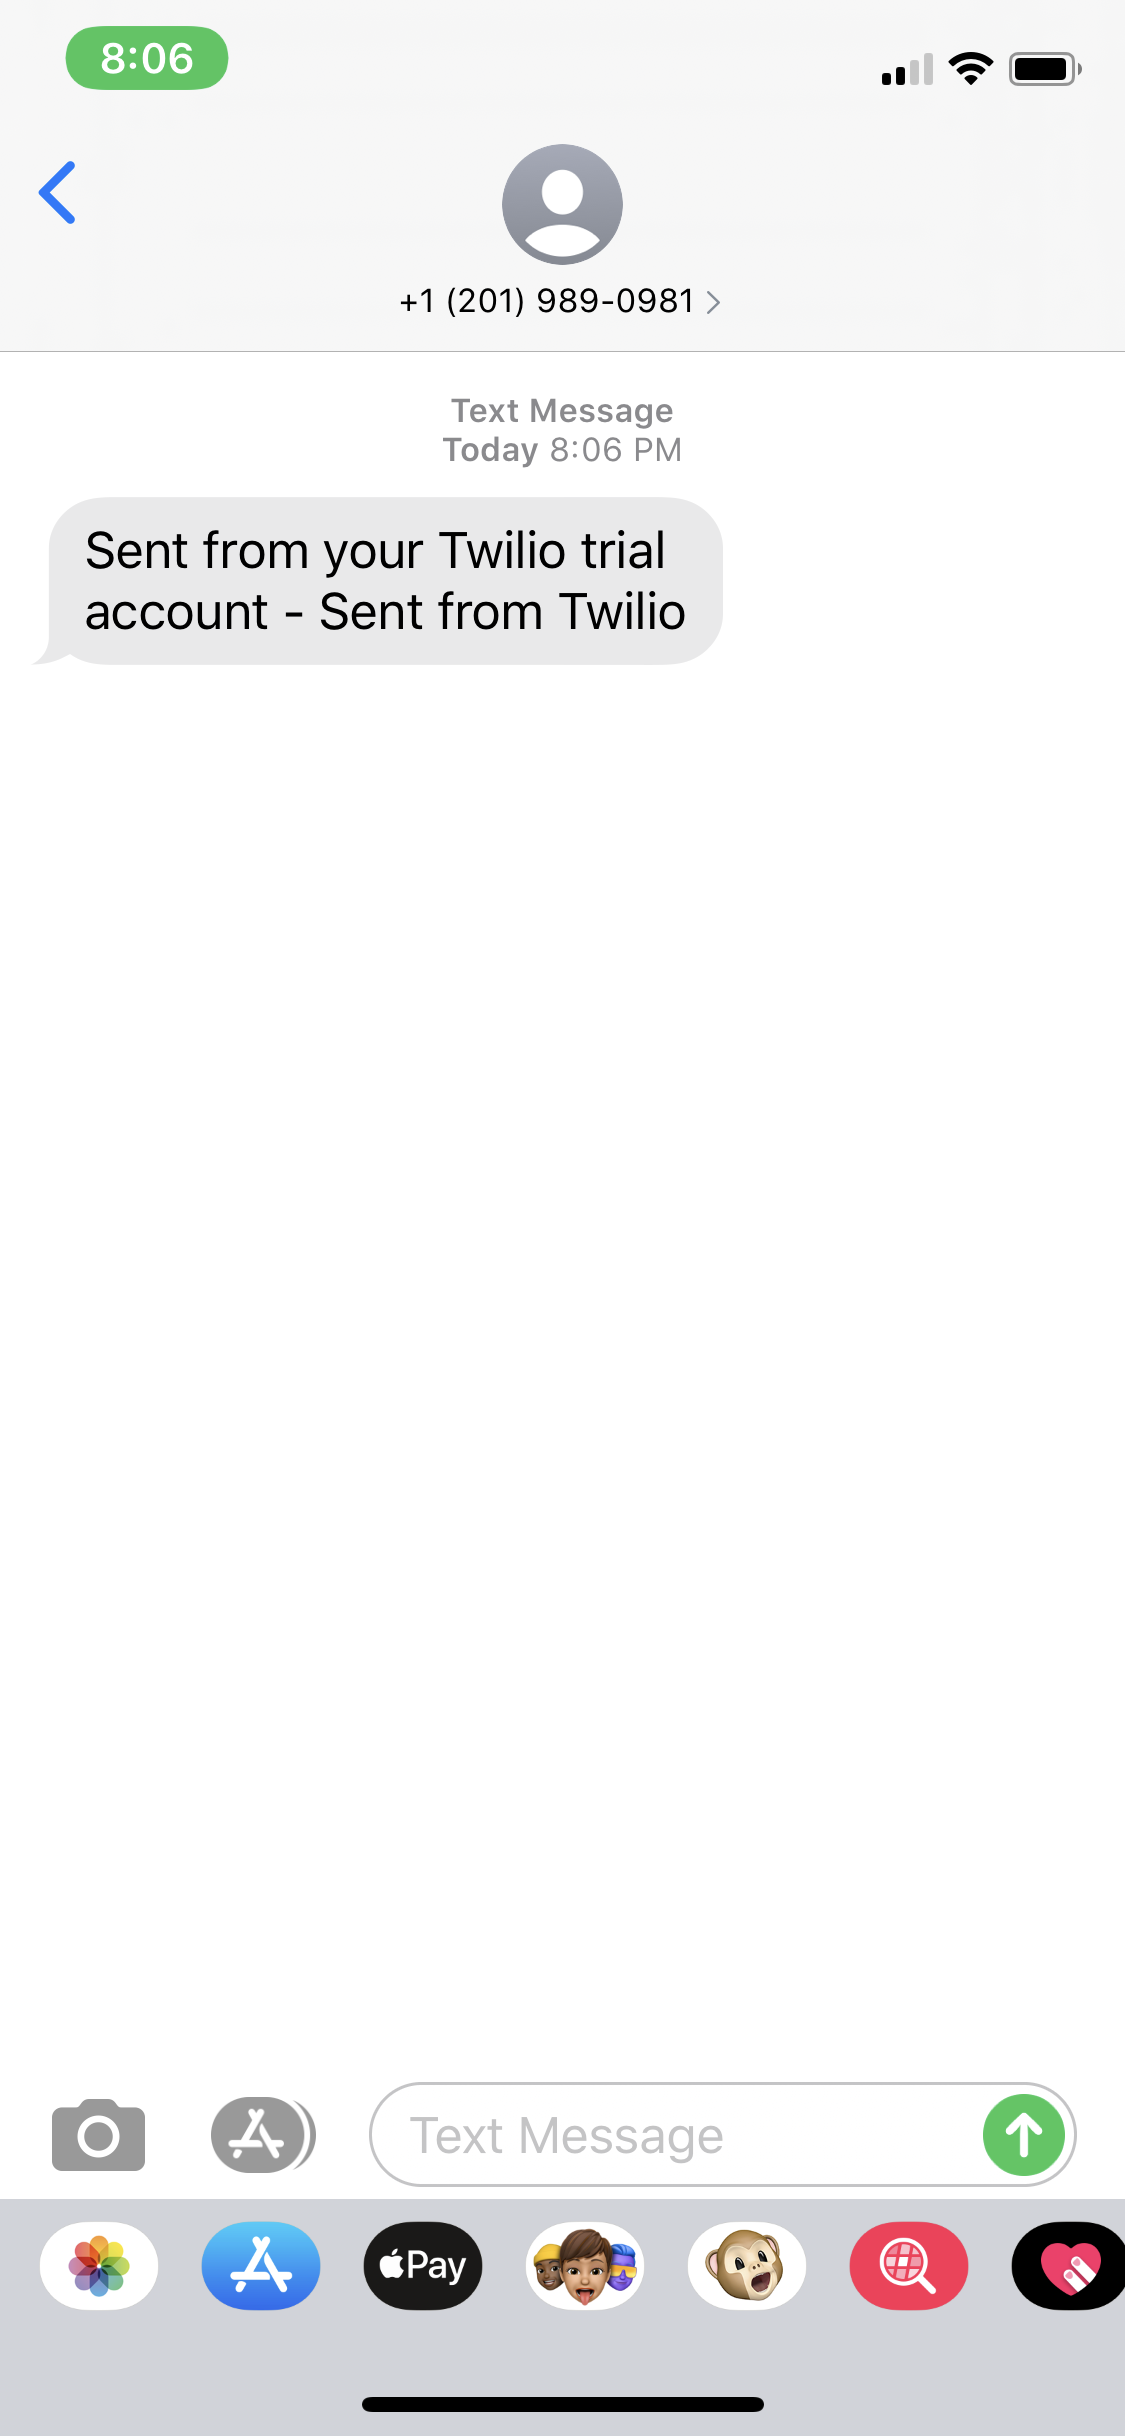 8:06
+1 (201) 989-0981
Text Message
Today 8:06 PM
Sent from your Twilio trial
account - Sent from Twilio
Text Message
Pay